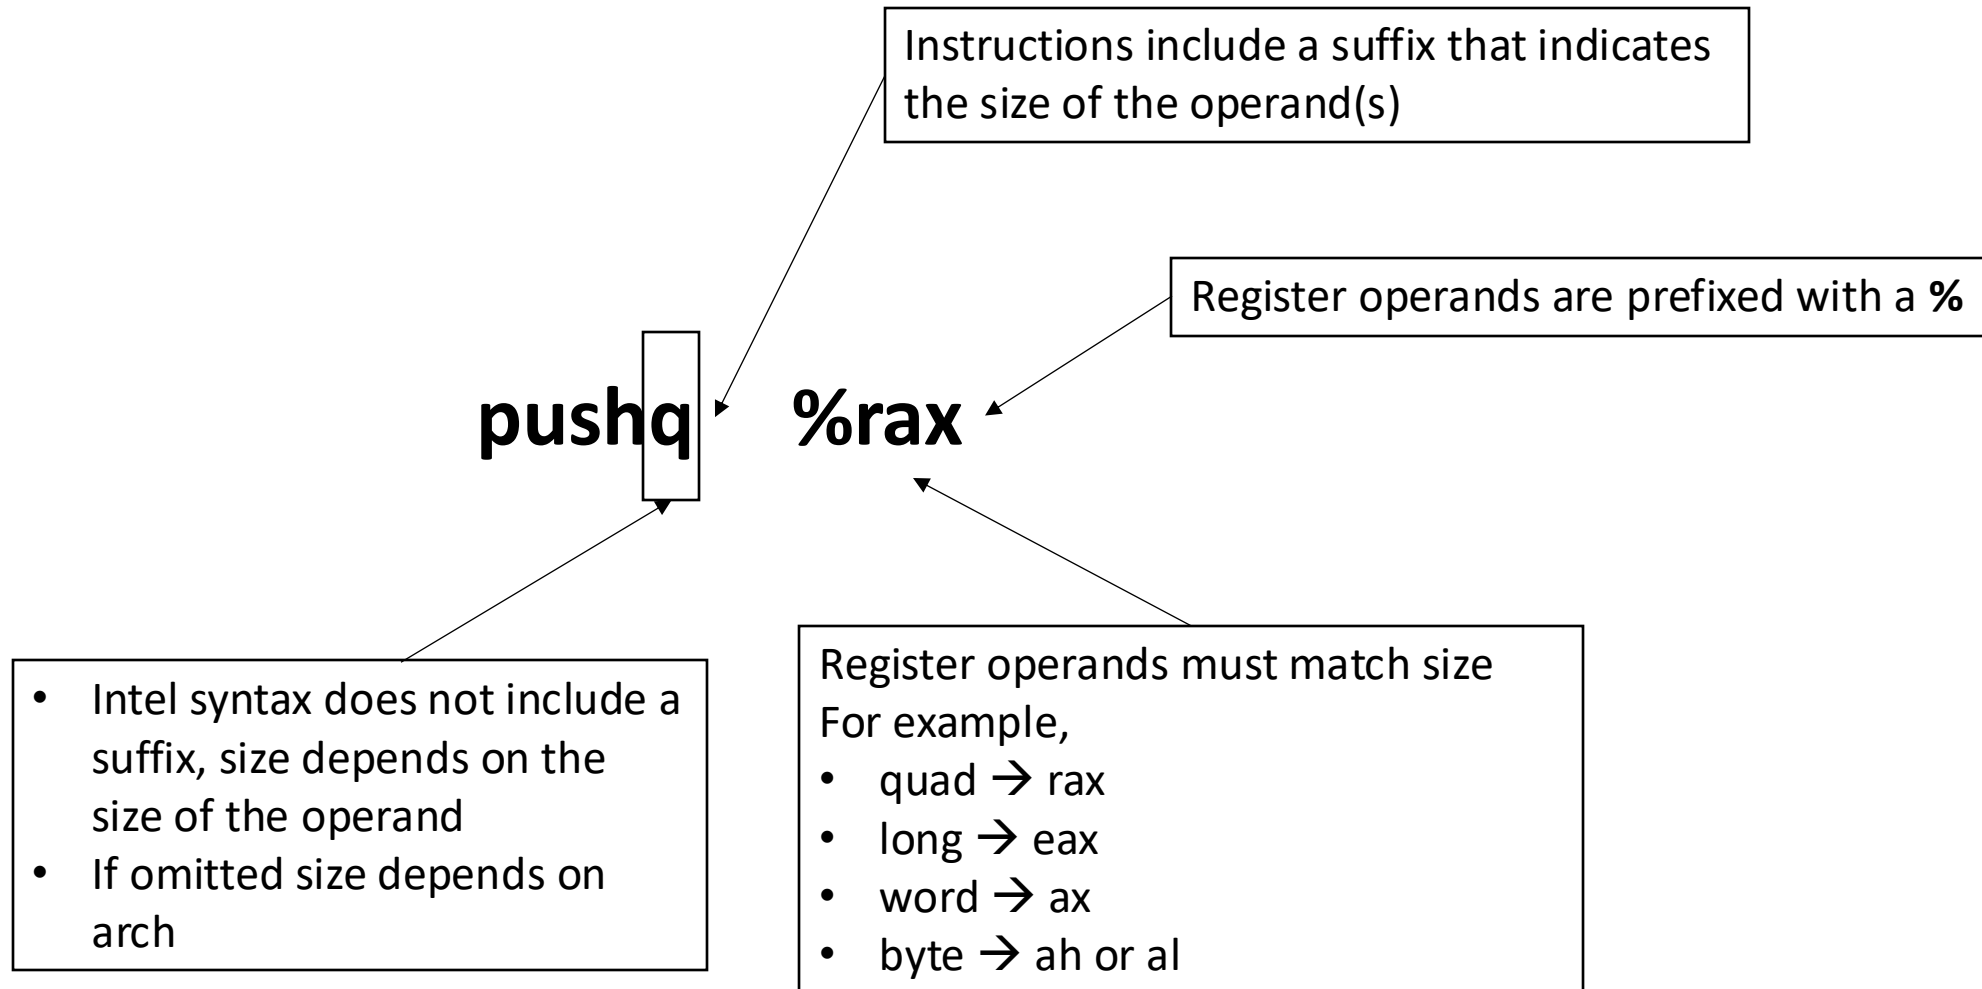 Instructions include a suffix that indicates
the size of the operand(s)
Register operands are prefixed with a %
pushq %rax
• Intel syntax does not include a
suffix, size depends on the
size of the operand
• If omitted size depends on
arch
Register operands must match size
For example,
• quad → rax
• long → eax
• word → ax
• byte → ah or al